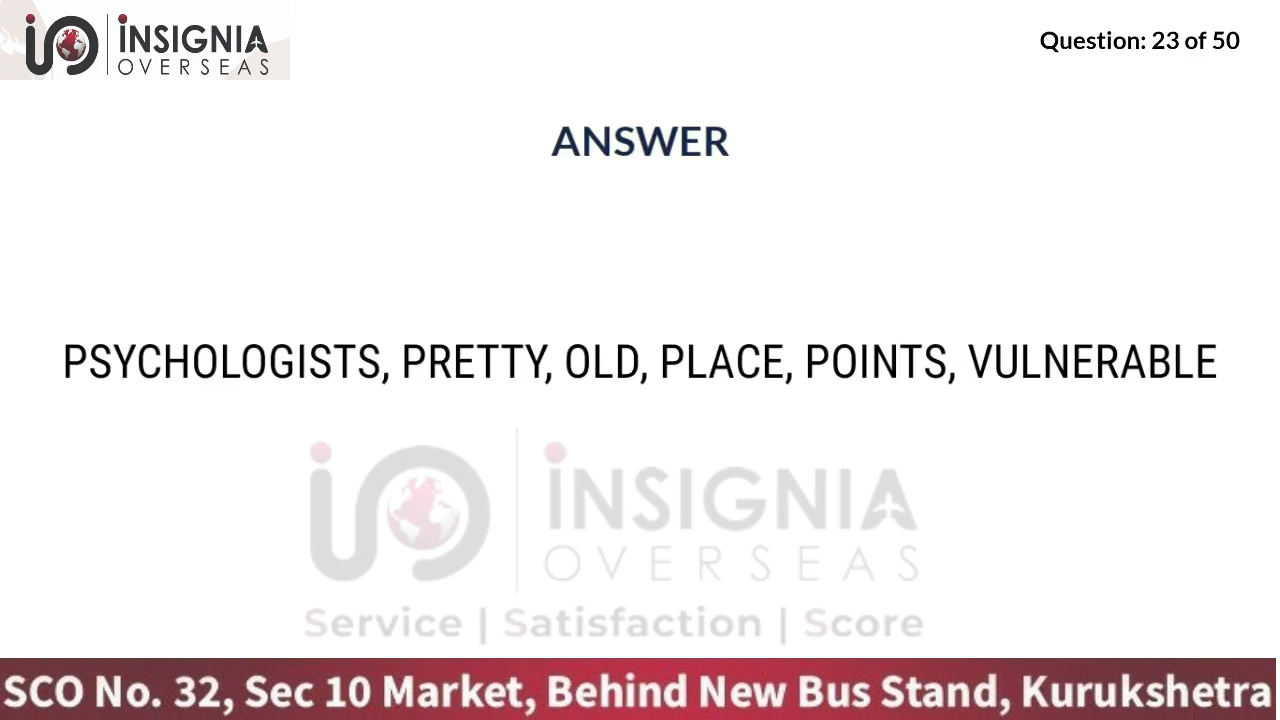 INSIGNIA
OVERSEAS
Question: 23 of 50
ANSWER
PSYCHOLOGISTS, PRETTY, OLD, PLACE, POINTS, VULNERABLE
INSIGNIA
OVERSEAS
Service | Satisfaction | Score
SCO No. 32, Sec 10 Market, Behind New Bus Stand, Kurukshetra